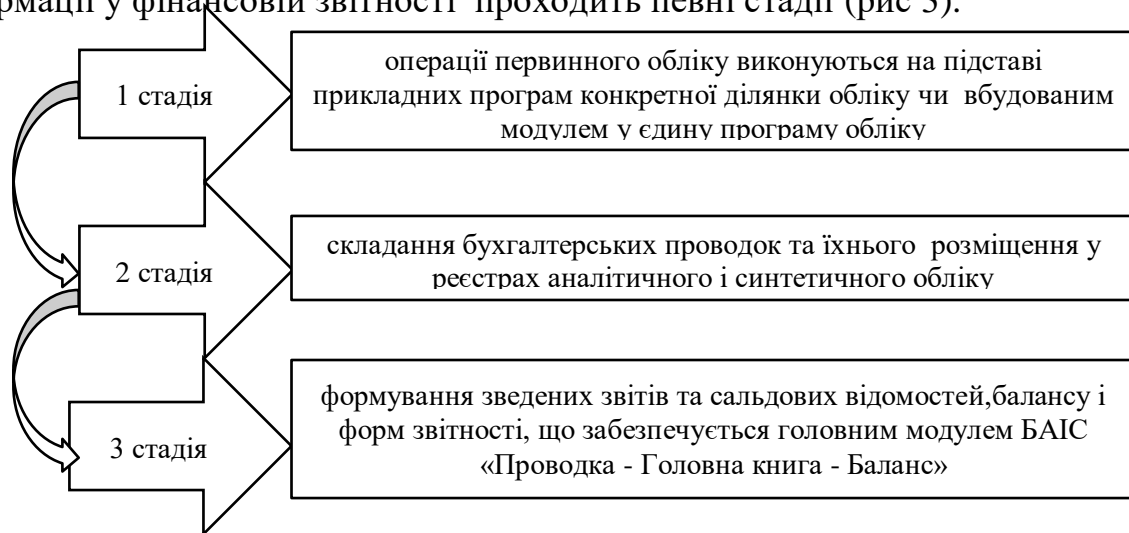 рмації у фінансовій звітності проходить певні стадії (рис 3).
1 стадія
операції первинного обліку виконуються на підставі
прикладних програм конкретної ділянки обліку чи вбудованим
модулем у єдину програму обліку
2 стадія
складання бухгалтерських проводок та їхнього розміщення у
реєстрах аналітичного і синтетичного обліку
3 стадія
формування зведених звітів та сальдових відомостей,балансу і
форм звітності, що забезпечується головним модулем БАІС
«Проводка - Головна книга - Баланс»